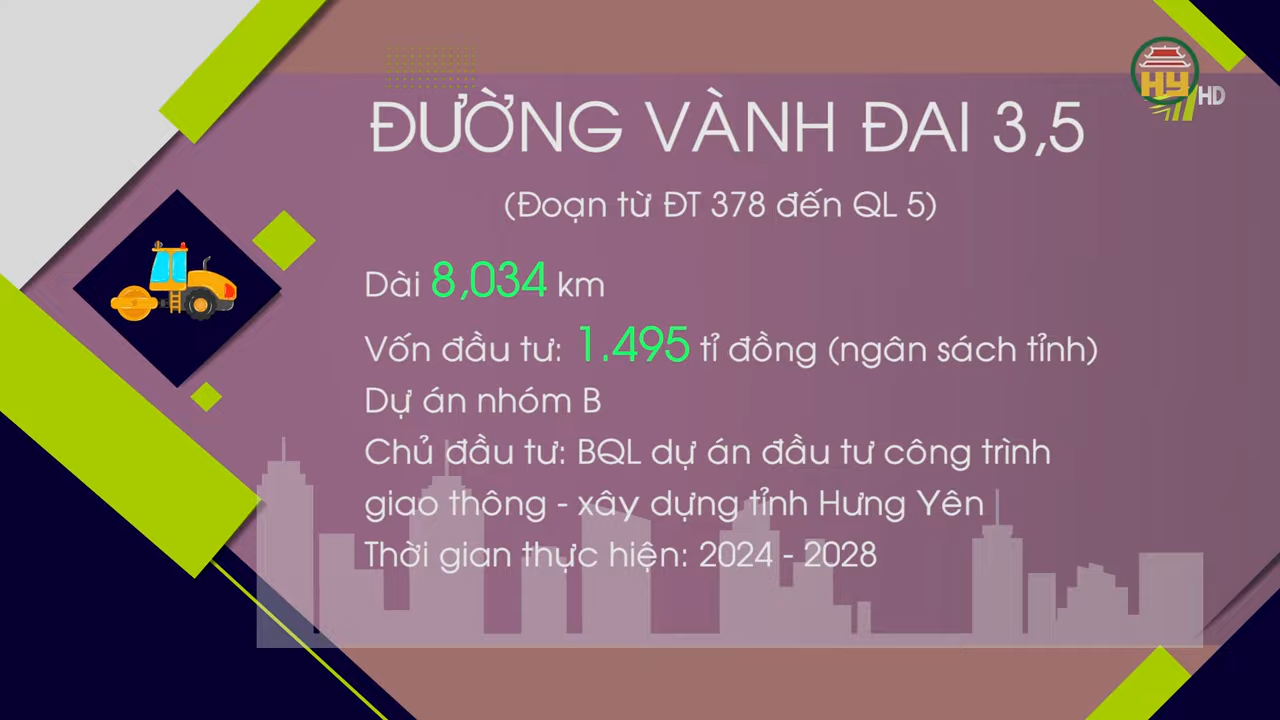 HY HD
ĐƯỜNG VÀNH ĐAI 3,5
(Đoạn từ ĐT 378 đến QL 5)
Dài 8,034 km
Vốn đầu tư: 1.495 tỉ đồng (ngân sách tỉnh)
Dự án nhóm B
Chủ đầu tư: BQL dự án đầu tư công trình
giao thông - xây dựng tỉnh Hưng Yên
Thời gian thực hiện: 2024 - 2028